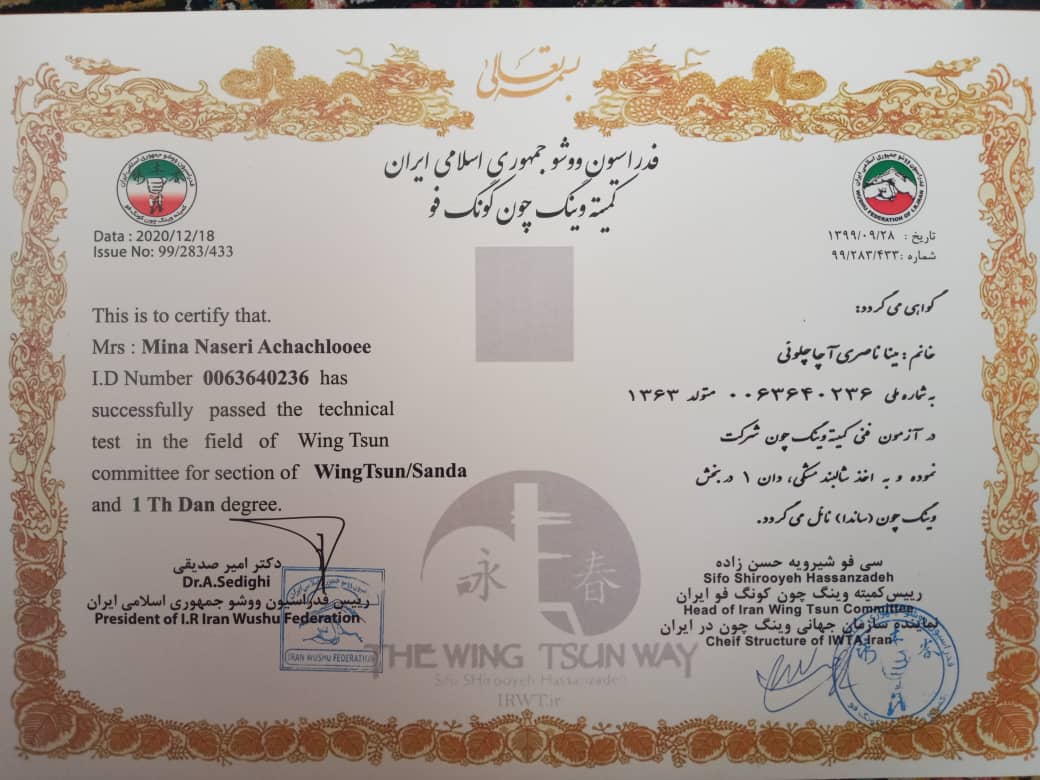 بسمه تعالی
فدراسیون ووشو جمهوری اسلامی ایران
کمیته وینگ چون کونگ فو
WUSHU FEDERATION OF I.R.IRAN
Data : 2020/12/18
Issue No: 99/283/433
تاریخ : ۱۳۹۹/۰۹/۲۸
شماره : ۹۹/۲۸۳/۴۳۳
This is to certify that.
Mrs : Mina Naseri Achachlooee
I.D Number 0063640236 has
successfully passed the technical
test in the field of Wing Tsun
committee for section of WingTsun/Sanda
and 1 Th Dan degree.
گواهی می گردد:
خانم : مینا ناصری آچاچلوئی
به شماره ملی ۰۰۶۳۶۴۰۲۳۶ متولد ۱۳۶۳
در آزمون فنی کمیته وینگ چون شرکت
نموده و به اخذ شالبند مشکی، دان ۱ در بخش
وینگ چون (ساندا) نائل می گردد.
دکتر امیر صدیقی
Dr.A.Sedighi
رییس فدراسیون ووشو جمهوری اسلامی ایران
President of I.R Iran Wushu Federation
IRAN WUSHU FEDERATION
سی فو شیرویه حسن زاده
Sifo Shirooyeh Hassanzadeh
رییس کمیته وینگ چون کونگ فو ایران
Head of Iran Wing Tsun Committee
نماینده سازمان جهانی وینگ چون در ایران
Cheif Structure of IWTA Iran
永春
THE WING TSUN WAY
Sifo SHirooyeh Hassanzadeh
IRWT.ir